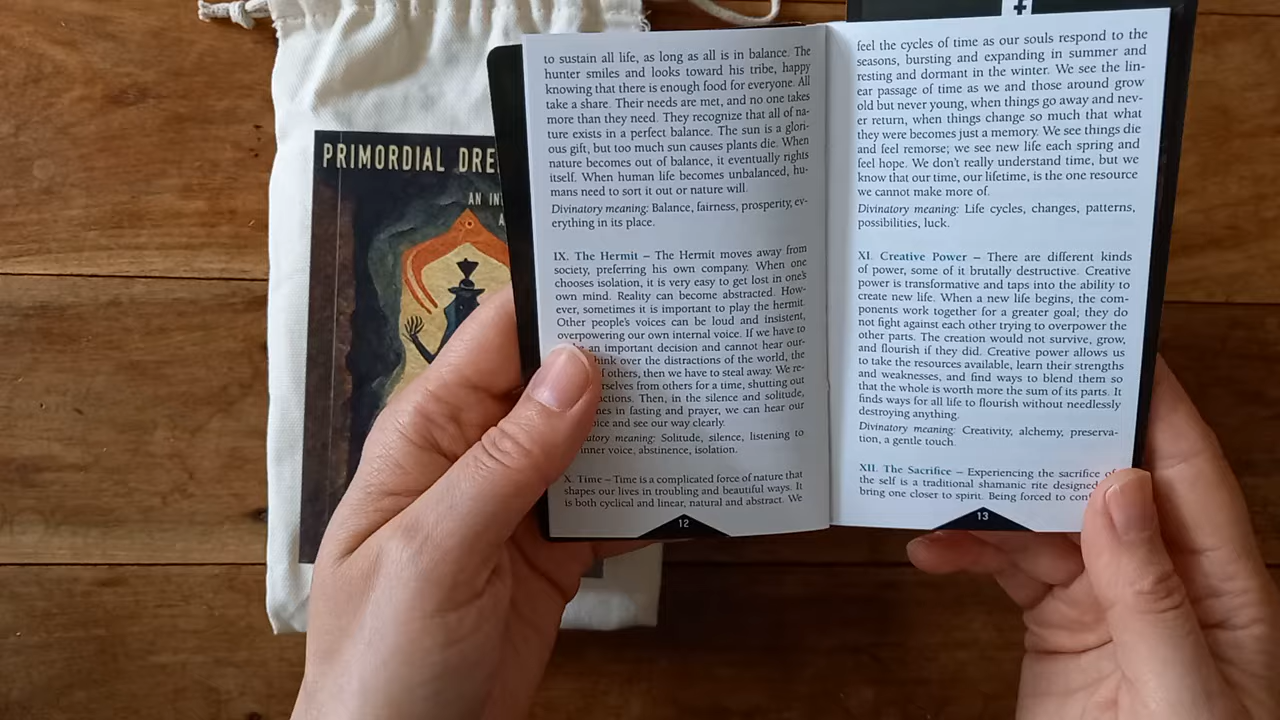 PRIMORDIAL DRE
AN IN
A
to sustain all life, as long as all is in balance. The
hunter smiles and looks toward his tribe, happy
knowing that there is enough food for everyone. All
take a share. Their needs are met, and no one takes
more than they need. They recognize that all of na-
ture exists in a perfect balance. The sun is a glori-
ous gift, but too much sun causes plants die. When
nature becomes out of balance, it eventually rights
itself. When human life becomes unbalanced, hu-
mans need to sort it out or nature will.
Divinatory meaning: Balance, fairness, prosperity, ev-
erything in its place.
IX. The Hermit – The Hermit moves away from
society, preferring his own company. When one
chooses isolation, it is very easy to get lost in one's
own mind. Reality can become abstracted. How-
ever, sometimes it is important to play the hermit.
Other people's voices can be loud and insistent,
overpowering our own internal voice. If we have to
an important decision and cannot hear our-
think over the distractions of the world, the
of others, then we have to steal away. We re-
rselves from others for a time, shutting out
actions. Then, in the silence and solitude,
es in fasting and prayer, we can hear our
oice and see our way clearly.
atory meaning: Solitude, silence, listening to
inner voice, abstinence, isolation.
X. Time – Time is a complicated force of nature that
shapes our lives in troubling and beautiful ways. It
is both cyclical and linear, natural and abstract. We
12
feel the cycles of time as our souls respond to the
seasons, bursting and expanding in summer and
resting and dormant in the winter. We see the lin-
ear passage of time as we and those around grow
old but never young, when things go away and nev-
er return, when things change so much that what
they were becomes just a memory. We see things die
and feel remorse; we see new life each spring and
feel hope. We don't really understand time, but we
know that our time, our lifetime, is the one resource
we cannot make more of.
Divinatory meaning: Life cycles, changes, patterns,
possibilities, luck.
XI. Creative Power – There are different kinds
of power, some of it brutally destructive. Creative
power is transformative and taps into the ability to
create new life. When a new life begins, the com-
ponents work together for a greater goal; they do
not fight against each other trying to overpower the
other parts. The creation would not survive, grow,
and flourish if they did. Creative power allows us
to take the resources available, learn their strengths
and weaknesses, and find ways to blend them so
that the whole is worth more the sum of its parts. It
finds ways for all life to flourish without needlessly
destroying anything.
Divinatory meaning: Creativity, alchemy, preserva-
tion, a gentle touch.
XII. The Sacrifice – Experiencing the sacrifice of
the self is a traditional shamanic rite designed
bring one closer to spirit. Being forced to con
13